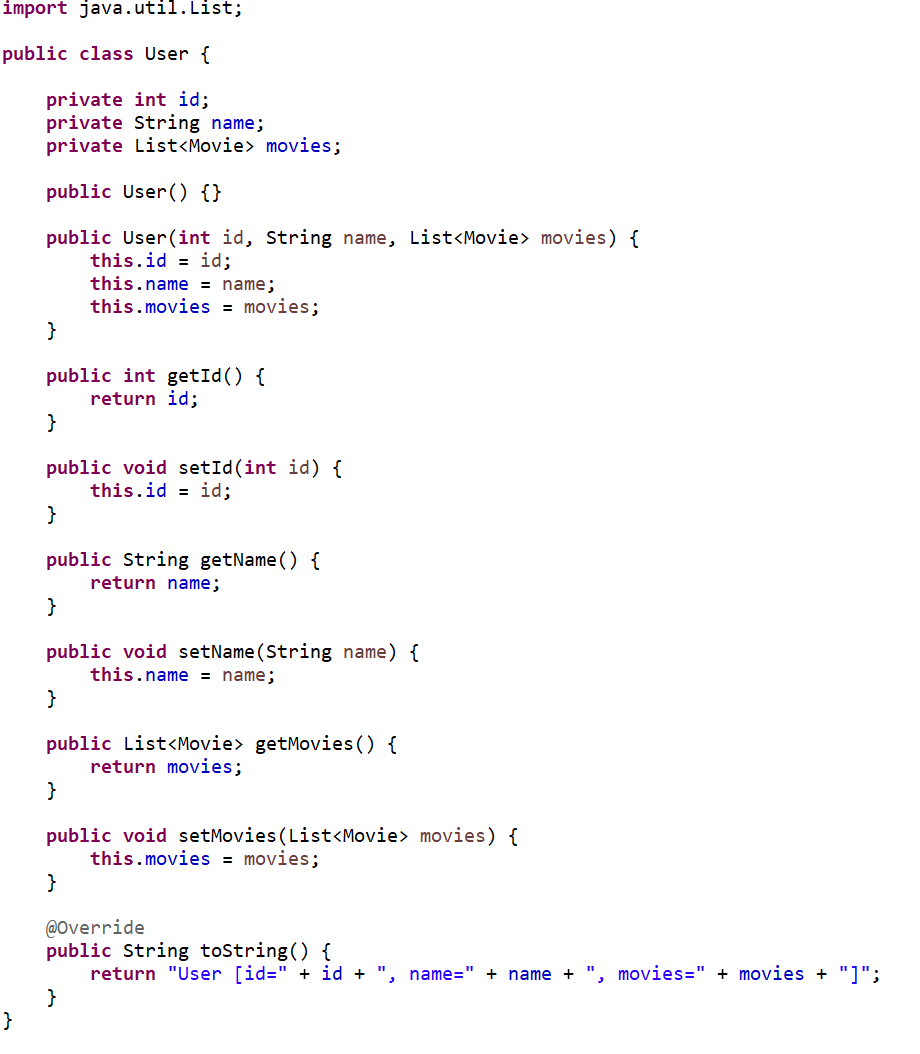 import java.util.List;
public class User {
private int id;
private String name;
private List<Movie> movies;
public User() {}
public User(int id, String name, List<Movie> movies) {
this.id = id;
this.name = name;
this.movies = movies;
}
public int getId() {
return id;
}
public void setId(int id) {
this.id = id;
}
public String getName() {
return name;
}
public void setName(String name) {
this.name = name;
}
public List<Movie> getMovies() {
return movies;
}
public void setMovies(List<Movie> movies) {
this.movies = movies;
}
@Override
public String toString() {
return "User [id=" + id + ", name=" + name + ", movies=" + movies + "]";
}
}